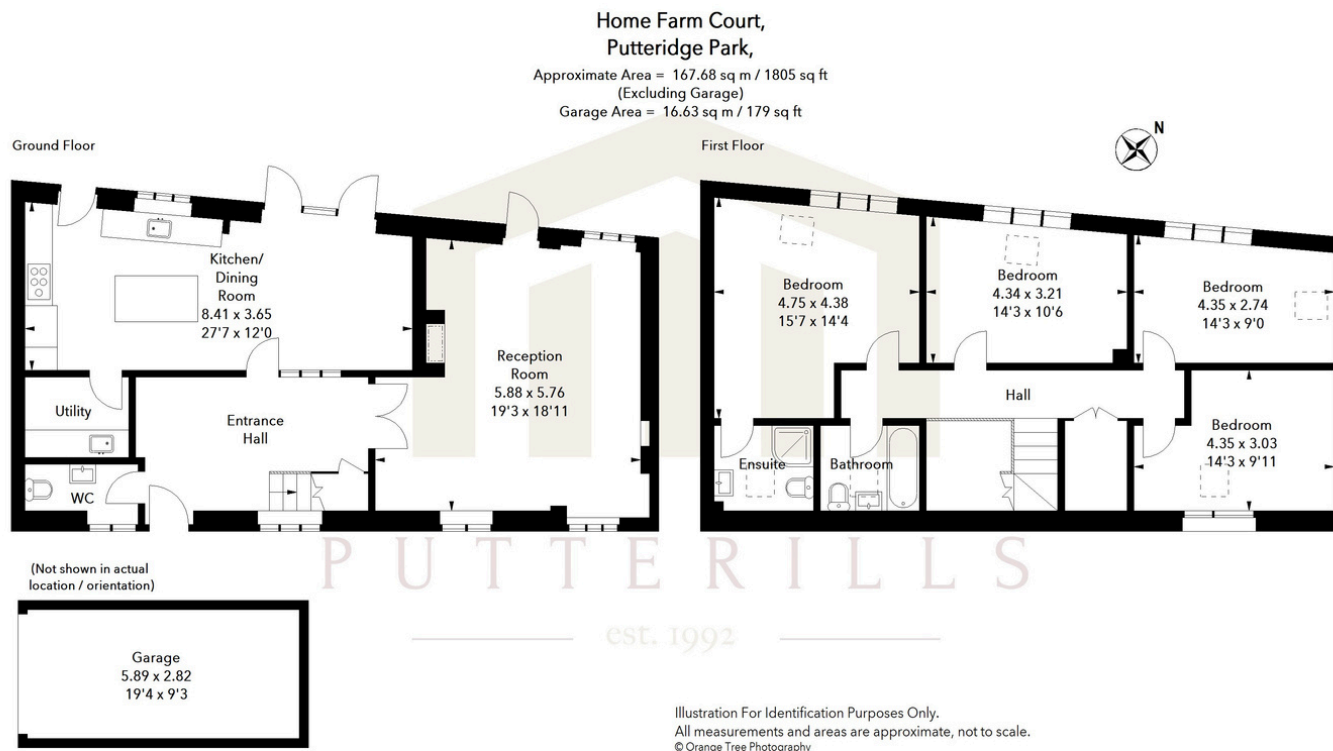 Home Farm Court,
Putteridge Park,
Approximate Area = 167.68 sq m / 1805 sq ft
(Excluding Garage)
Garage Area = 16.63 sq m / 179 sq ft
N
Ground Floor
Kitchen/
Dining
Room
8.41 x 3.65
27'7 x 12'0
Utility
WC
Entrance
Hall
Reception
Room
5.88 x 5.76
19'3 x 18'11
First Floor
Bedroom
4.75 x 4.38
15'7 x 14'4
Bedroom
4.34 x 3.21
14'3 x 10'6
Bedroom
4.35 x 2.74
14'3 x 9'0
Hall
Bedroom
4.35 x 3.03
14'3 x 9'11
Ensuite
Bathroom
PUTTERILLS
est. 1992
(Not shown in actual
location / orientation)
Garage
5.89 x 2.82
19'4 x 9'3
Illustration For Identification Purposes Only.
All measurements and areas are approximate, not to scale.
© Orange Tree Photography